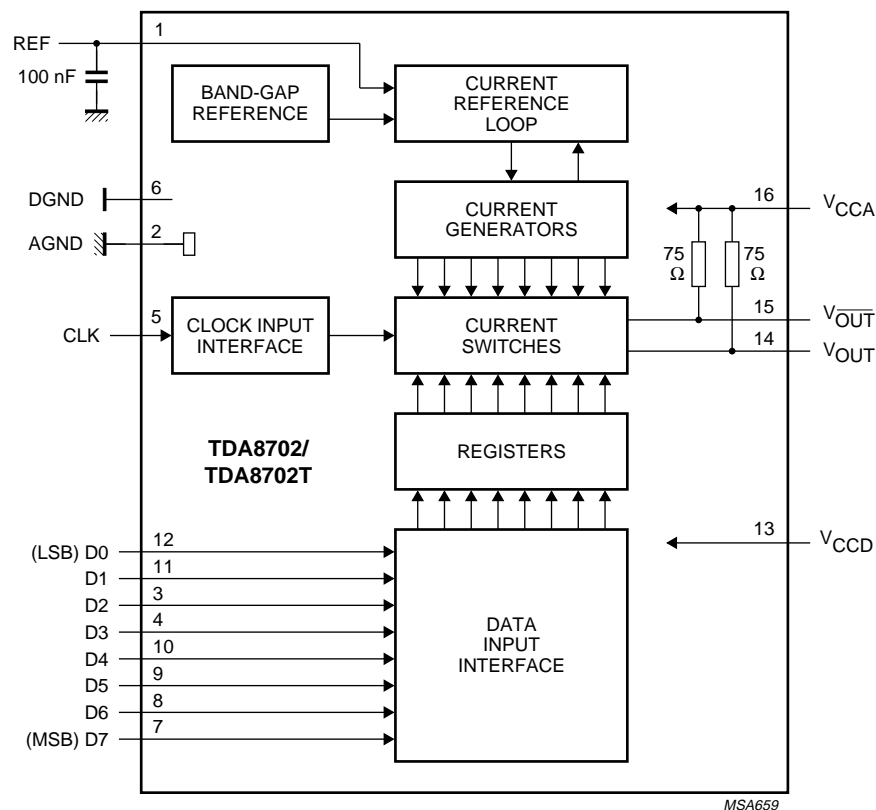 REF
1
100 nF
BAND-GAP
REFERENCE
CURRENT
REFERENCE
LOOP
DGND
6
AGND
2
CURRENT
GENERATORS
16
VCCA
75
Ω
75
Ω
CLK
5
CLOCK INPUT
INTERFACE
CURRENT
SWITCHES
15
VO̅U̅T̅
14
VOUT
TDA8702/
TDA8702T
REGISTERS
(LSB) D0
12
D1
11
D2
3
D3
4
D4
10
D5
9
D6
8
(MSB) D7
7
DATA
INPUT
INTERFACE
13
VCCD
MSA659